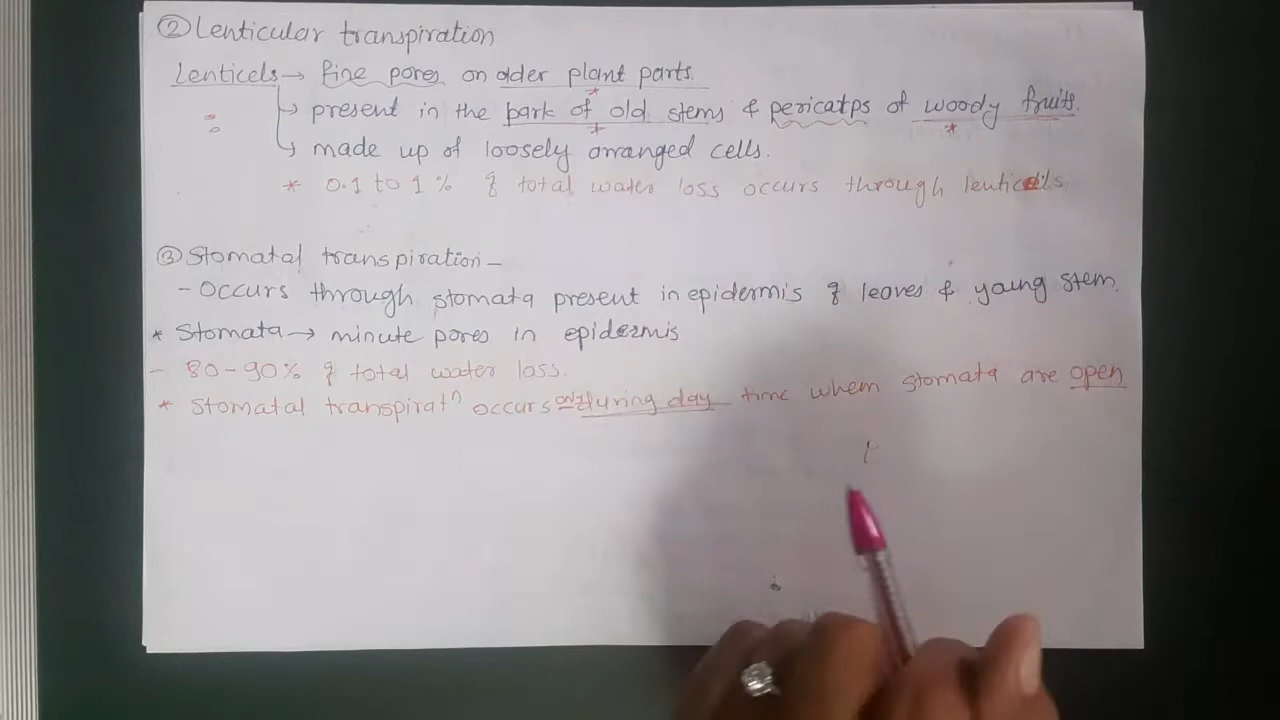 ② Lenticular transpiration
Lenticels → fine pores on older plant parts.
→ present in the bark of old stems & pericatps of woody fruits.
→ made up of loosely arranged cells.
* 0.1 to 1 % of total water loss occurs through lenticels.
③ Stomatal transpiration –
- Occurs through stomata present in epidermis of leaves & young stem.
* Stomata → minute pores in epidermis
- 80-90% of total water loss.
* Stomatal transpiratⁿ occurs only during day time whem stomata are open